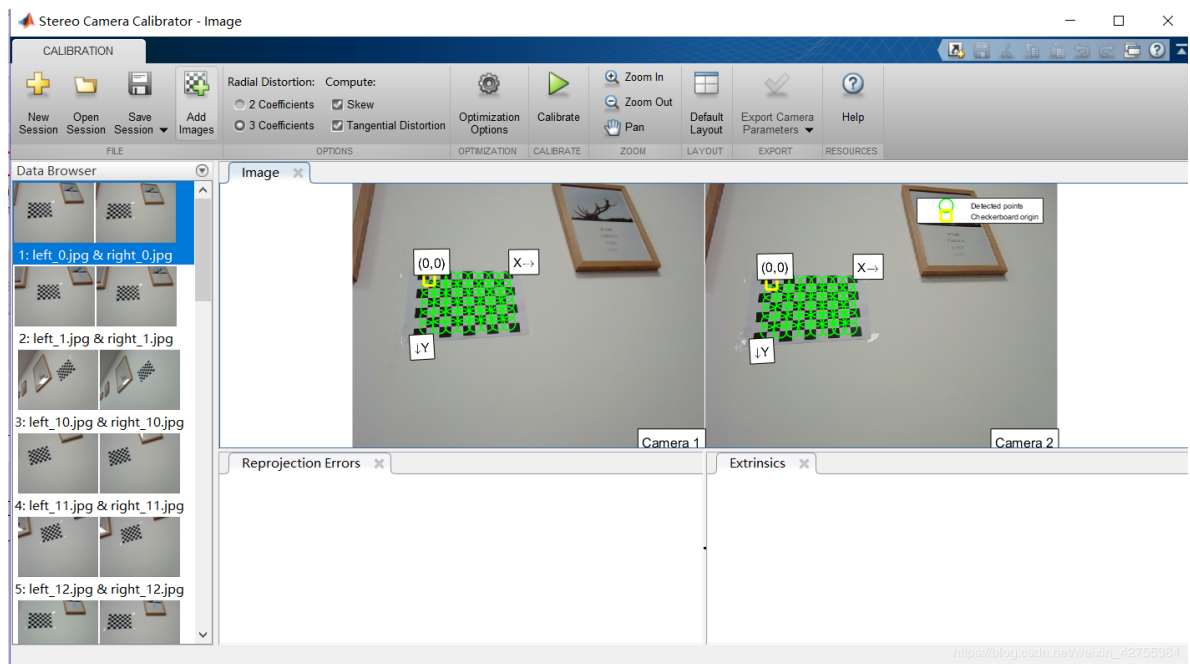 Stereo Camera Calibrator - Image
CALIBRATION
New Session
Open Session
Save Session
Add Images
Radial Distortion:
Compute:
2 Coefficients
Skew
3 Coefficients
Tangential Distortion
Optimization Options
Calibrate
Zoom In
Zoom Out
Pan
Default Layout
Export Camera Parameters
Help
FILE
OPTIONS
OPTIMIZATION
CALIBRATE
ZOOM
LAYOUT
EXPORT
RESOURCES
Data Browser
1: left_0.jpg & right_0.jpg
2: left_1.jpg & right_1.jpg
3: left_10.jpg & right_10.jpg
4: left_11.jpg & right_11.jpg
5: left_12.jpg & right_12.jpg
Image
(0,0)
X→
↓Y
Camera 1
Detected points
Checkerboard origin
(0,0)
X→
↓Y
Camera 2
Reprojection Errors
Extrinsics
https://blog.csdn.net/weixin_42755384